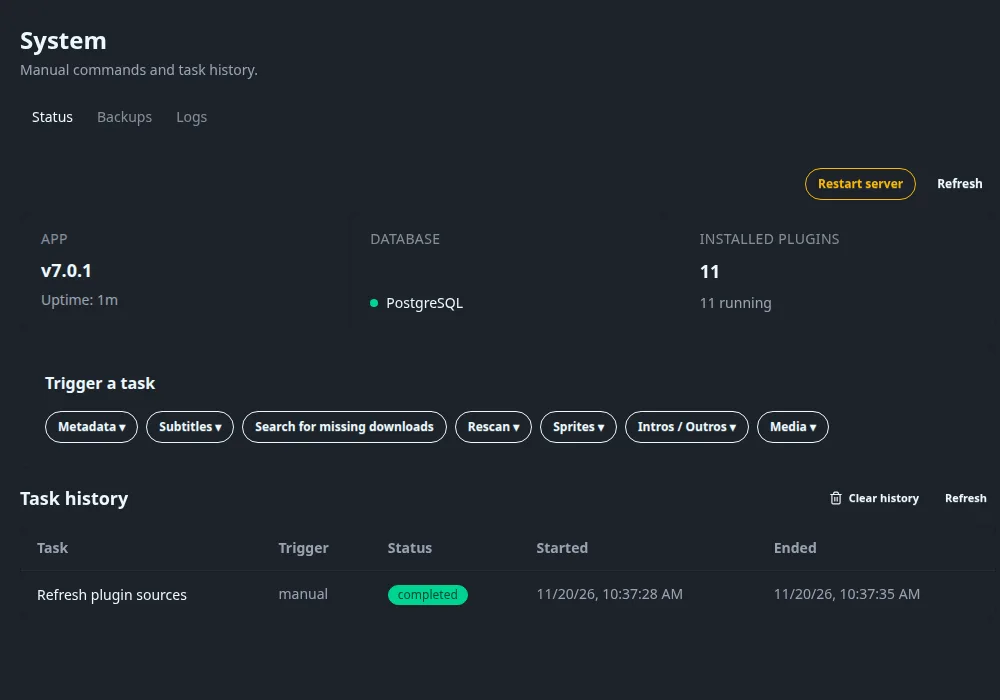 System
Manual commands and task history.
Status Backups Logs
Restart server Refresh
APP DATABASE INSTALLED PLUGINS
v7.0.1 11
Uptime: 1m PostgreSQL 11 running
Trigger a task
Metadata ▾ Subtitles ▾ Search for missing downloads Rescan ▾ Sprites ▾ Intros / Outros ▾ Media ▾
Task history Clear history Refresh
Task Trigger Status Started Ended
Refresh plugin sources manual completed 11/20/26, 10:37:28 AM 11/20/26, 10:37:35 AM